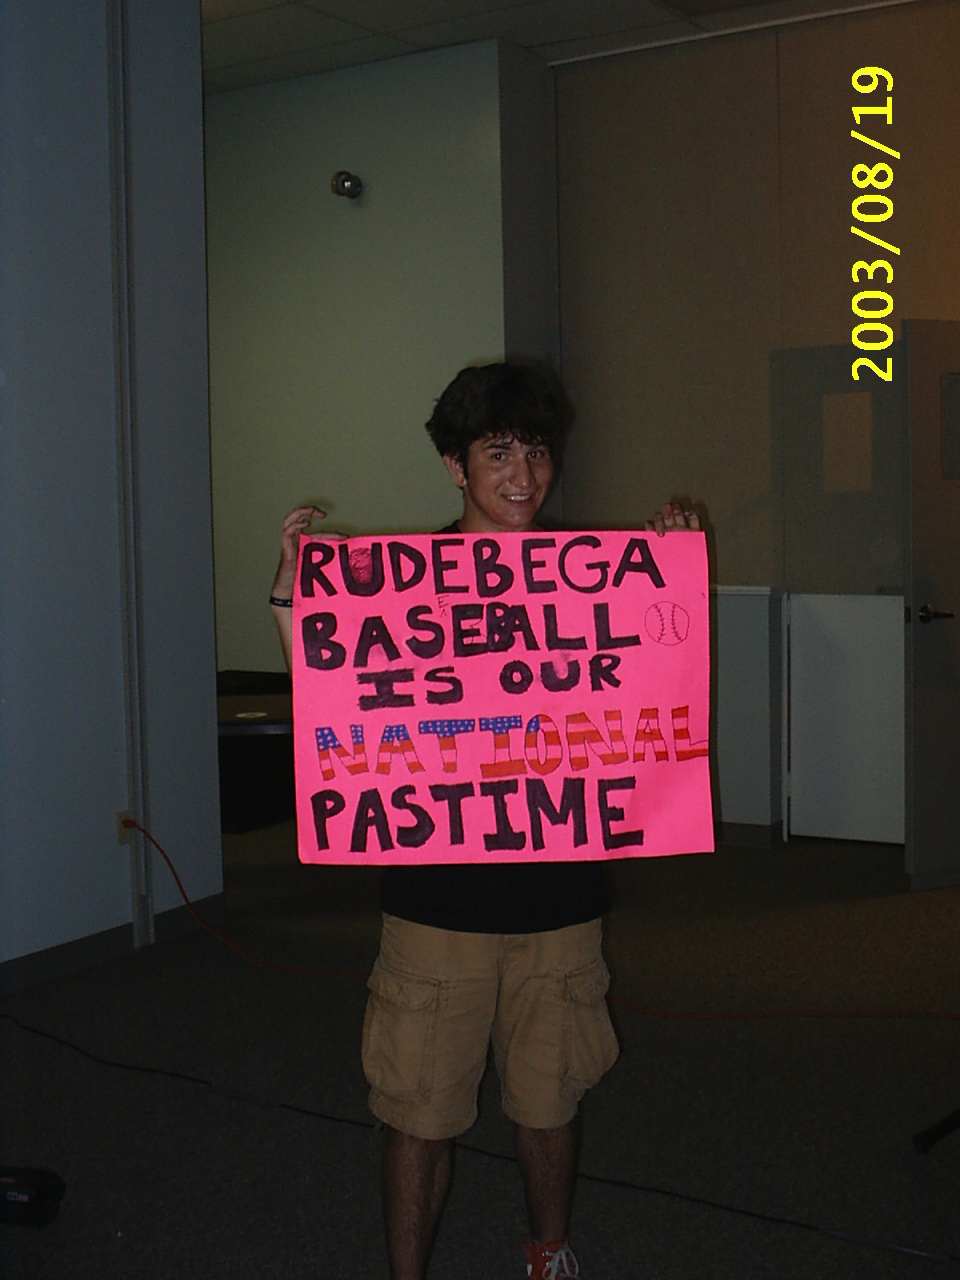 RUDEBEGA
BASEBALL
IS OUR
NATIONAL
PASTIME
2003/08/19